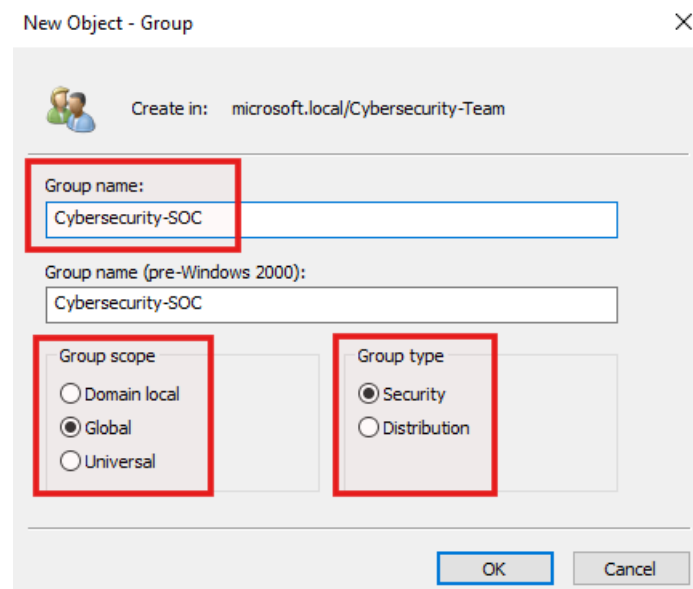 New Object - Group
Create in: microsoft.local/Cybersecurity-Team
Group name:
Cybersecurity-SOC
Group name (pre-Windows 2000):
Cybersecurity-SOC
Group scope
Domain local
Global
Universal
Group type
Security
Distribution
OK
Cancel